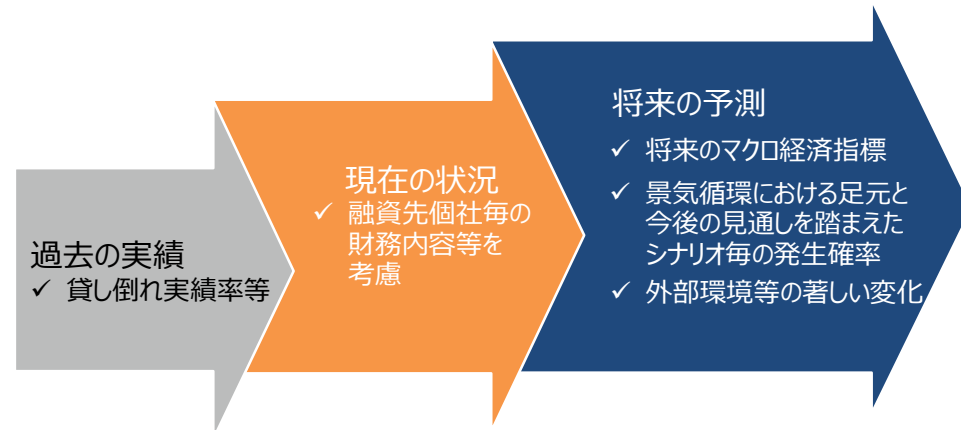 過去の実績
✓ 貸し倒れ実績率等
現在の状況
✓ 融資先個社毎の
財務内容等を
考慮
将来の予測
✓ 将来のマクロ経済指標
✓ 景気循環における足元と
今後の見通しを踏まえた
シナリオ毎の発生確率
✓ 外部環境等の著しい変化